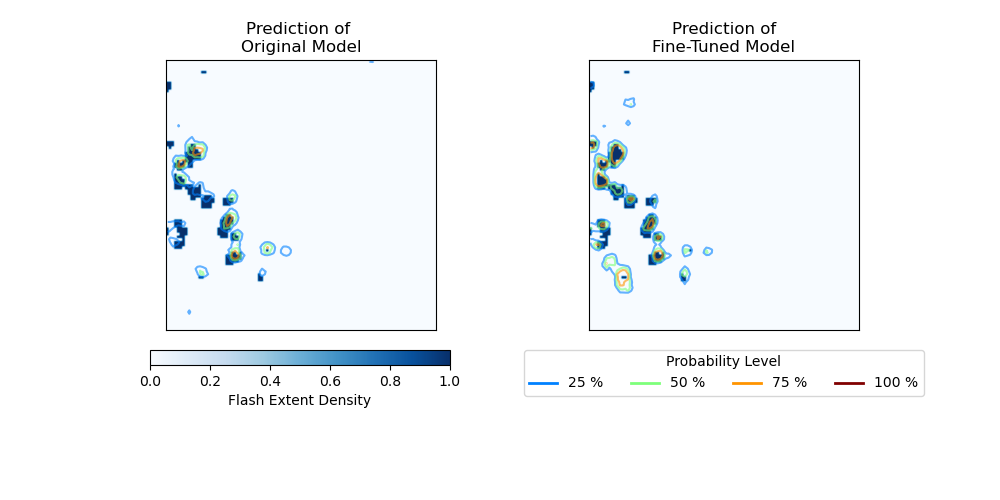 Prediction of
Original Model
Prediction of
Fine-Tuned Model
0.0 0.2 0.4 0.6 0.8 1.0
Flash Extent Density
Probability Level
25 % 50 % 75 % 100 %